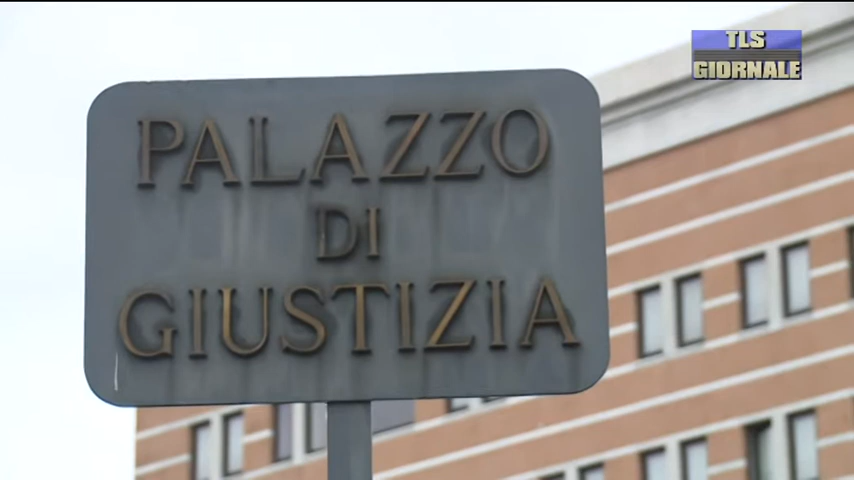 TLS
GIORNALE
PALAZZO
DI
GIUSTIZIA